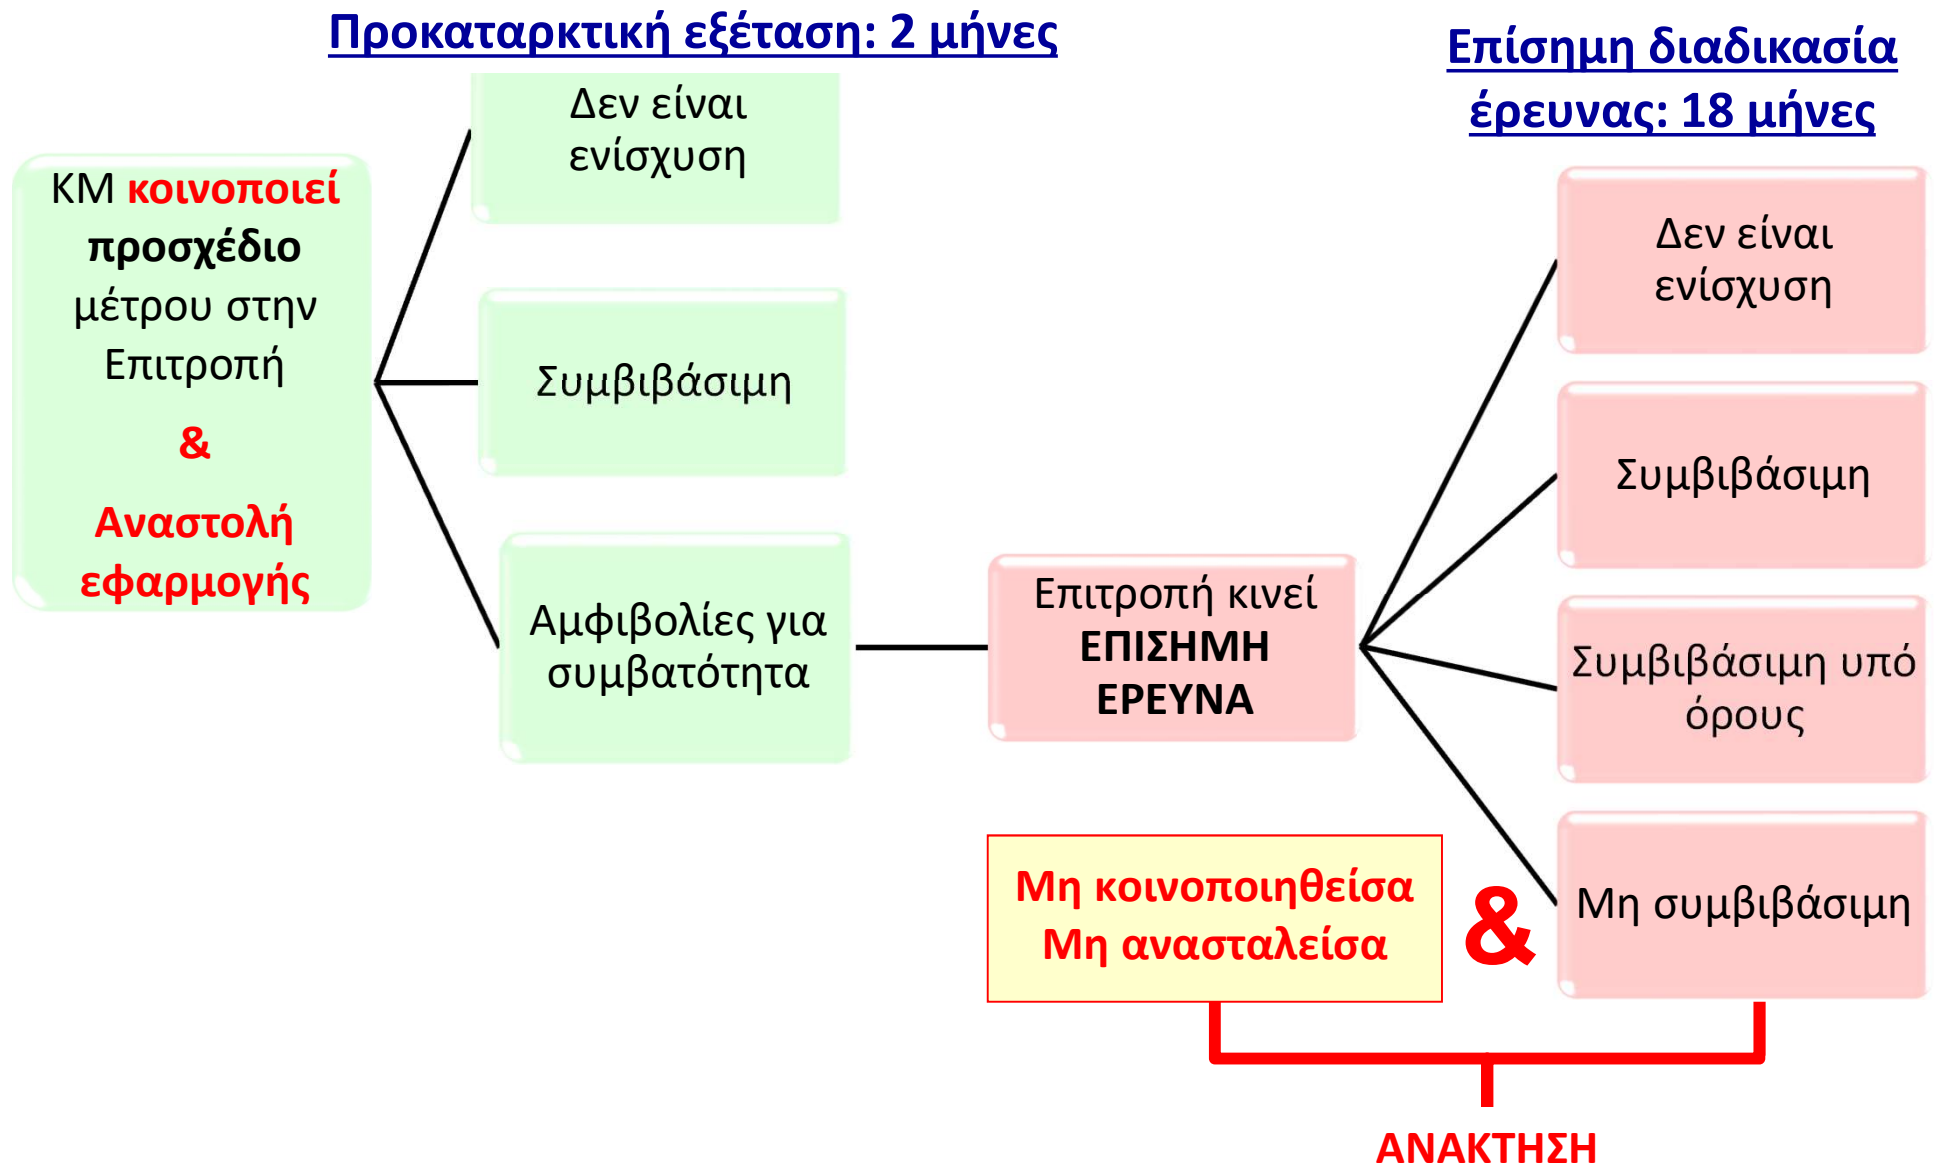 Προκαταρκτική εξέταση: 2 μήνες
Επίσημη διαδικασία
έρευνας: 18 μήνες
ΚΜ κοινοποιεί
προσχέδιο
μέτρου στην
Επιτροπή
&
Αναστολή
εφαρμογής
Δεν είναι
ενίσχυση
Συμβιβάσιμη
Αμφιβολίες για
συμβατότητα
Επιτροπή κινεί
ΕΠΙΣΗΜΗ
ΕΡΕΥΝΑ
Δεν είναι
ενίσχυση
Συμβιβάσιμη
Συμβιβάσιμη υπό
όρους
Μη συμβιβάσιμη
Μη κοινοποιηθείσα
Μη ανασταλείσα
&
ΑΝΑΚΤΗΣΗ